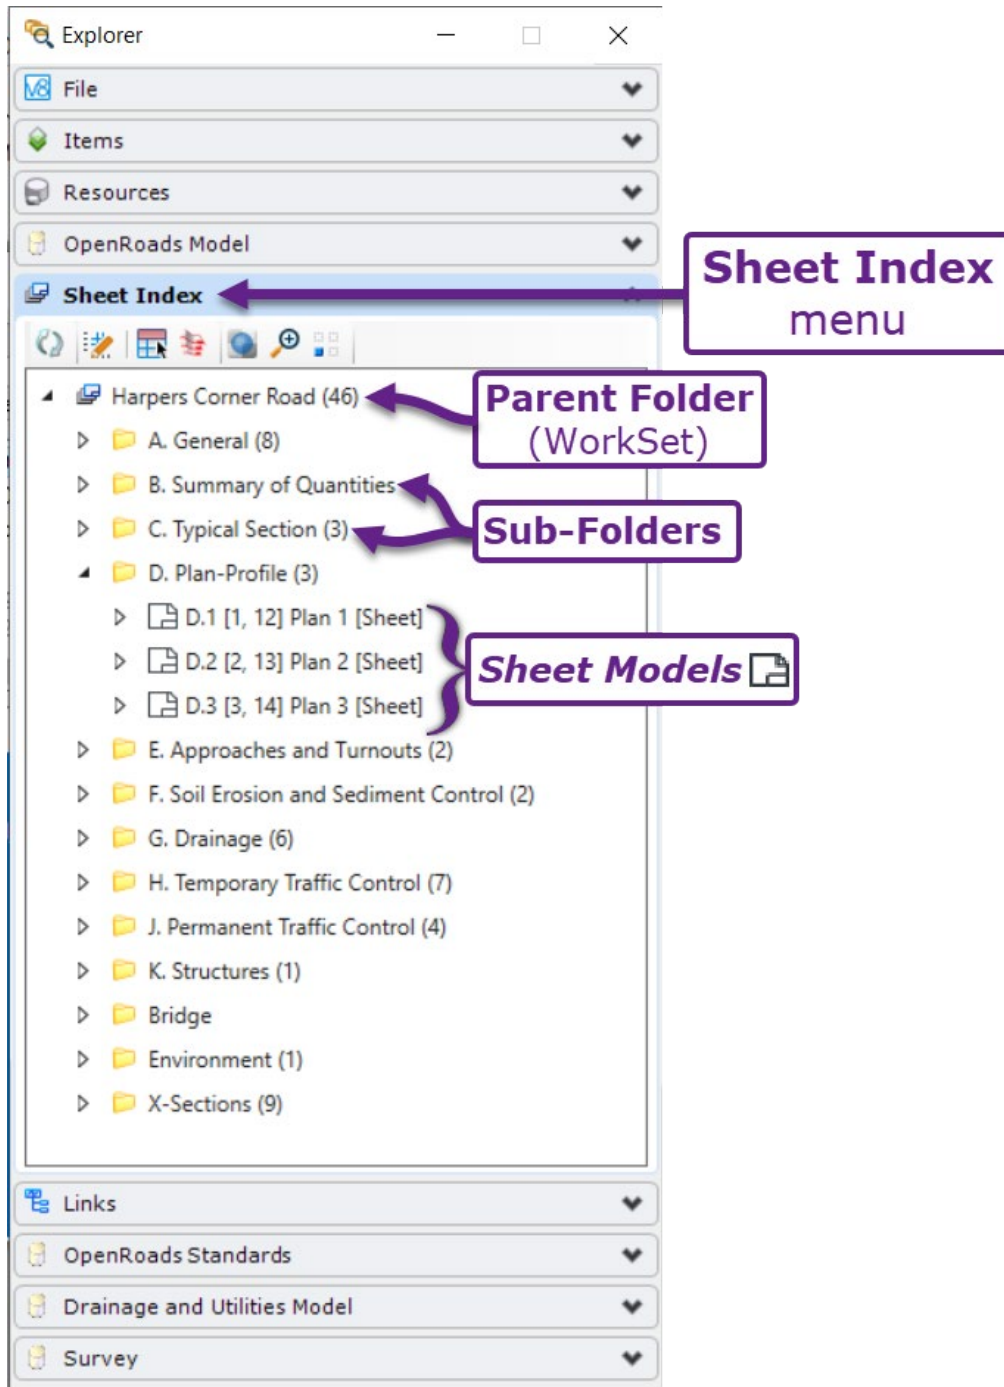 Explorer
V8 File
Items
Resources
OpenRoads Model
Sheet Index
Sheet Index
menu
Harpers Corner Road (46)
Parent Folder
(WorkSet)
A. General (8)
B. Summary of Quantities
C. Typical Section (3)
Sub-Folders
D. Plan-Profile (3)
D.1 [1, 12] Plan 1 [Sheet]
D.2 [2, 13] Plan 2 [Sheet]
D.3 [3, 14] Plan 3 [Sheet]
Sheet Models
E. Approaches and Turnouts (2)
F. Soil Erosion and Sediment Control (2)
G. Drainage (6)
H. Temporary Traffic Control (7)
J. Permanent Traffic Control (4)
K. Structures (1)
Bridge
Environment (1)
X-Sections (9)
Links
OpenRoads Standards
Drainage and Utilities Model
Survey